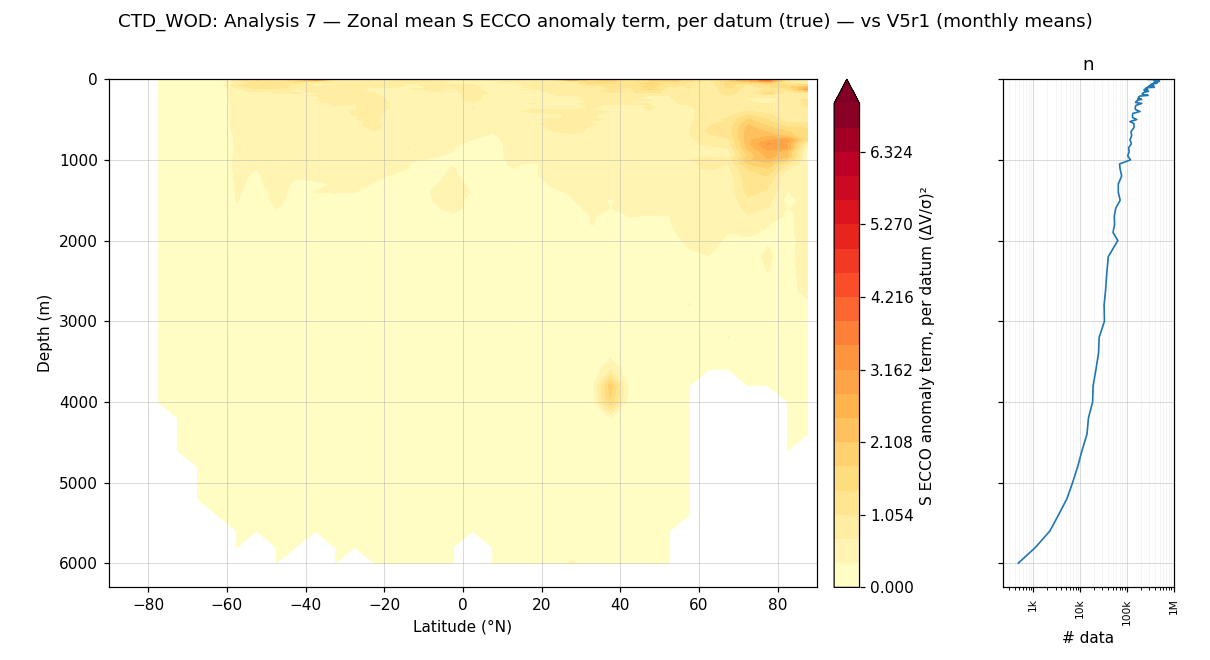 CTD_WOD: Analysis 7 — Zonal mean S ECCO anomaly term, per datum (true) — vs V5r1 (monthly means)
n
0
1000
2000
3000
4000
5000
6000
Depth (m)
−80
−60
−40
−20
0
20
40
60
80
Latitude (°N)
6.324
5.270
4.216
3.162
2.108
1.054
0.000
S ECCO anomaly term, per datum (ΔV/σ)²
1k
10k
100k
1M
# data